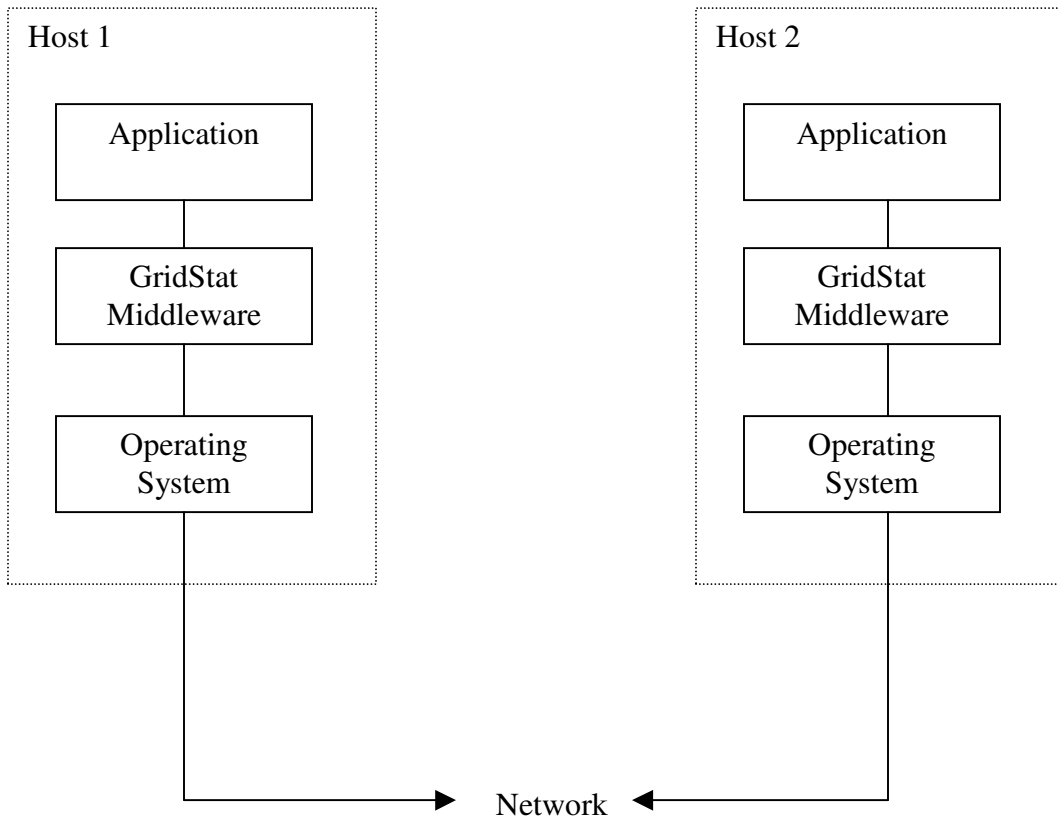 Host 1
Application
GridStat
Middleware
Operating
System
Host 2
Application
GridStat
Middleware
Operating
System
Network